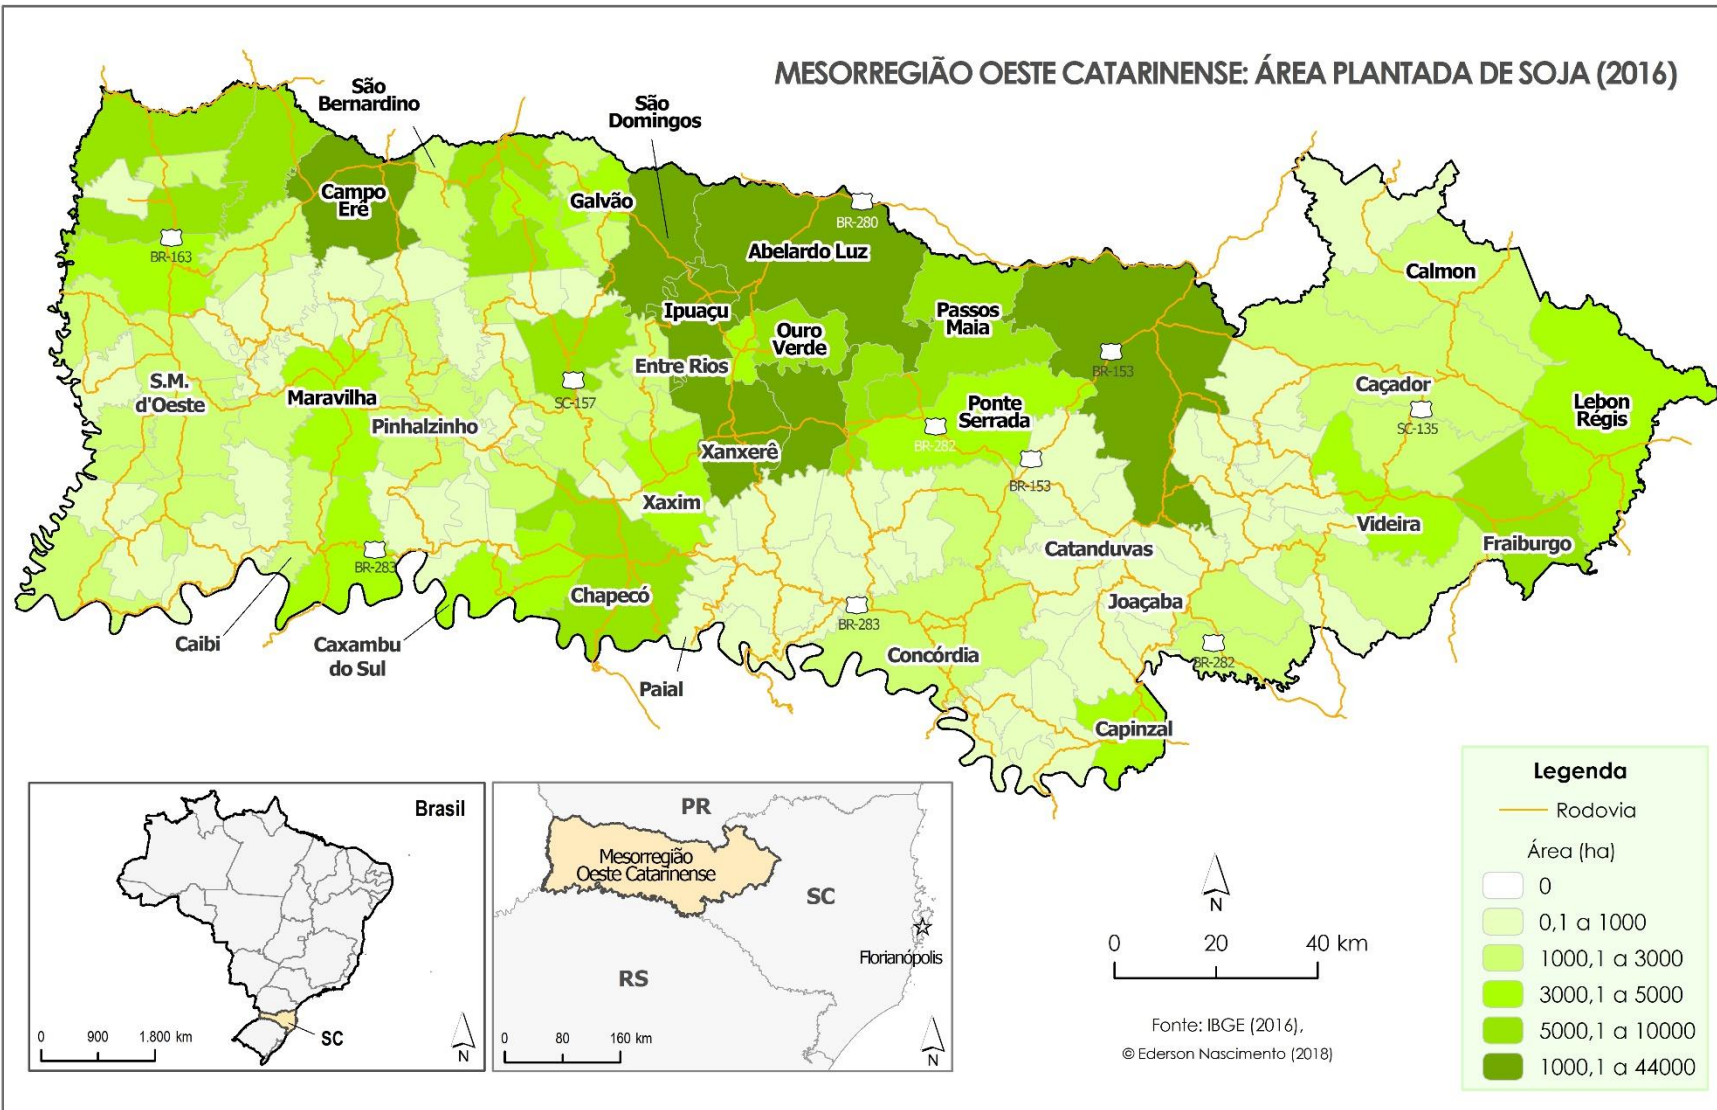 MESORREGIÃO OESTE CATARINENSE: ÁREA PLANTADA DE SOJA (2016)
São
Bernardino
São
Domingos
Campo
Erê
Galvão
BR-280
Abelardo Luz
BR-163
Calmon
Ipuaçu
Passos
Maia
Ouro
Verde
Entre Rios
BR-153
S.M.
d'Oeste
SC-157
Maravilha
Caçador
Lebon
Régis
SC-135
Pinhalzinho
Ponte
Serrada
BR-282
Xanxerê
BR-153
Xaxim
Videira
Catanduvas
Fraiburgo
BR-283
Chapecó
Joaçaba
BR-283
Caibi
Caxambu
do Sul
Concórdia
BR-282
Paial
Capinzal
Brasil
SC
0 900 1.800 km
N
PR
Mesorregião
Oeste Catarinense
SC
Florianópolis
RS
0 80 160 km
N
N
0 20 40 km
Fonte: IBGE (2016),
© Ederson Nascimento (2018)
Legenda
Rodovia
Área (ha)
0
0,1 a 1000
1000,1 a 3000
3000,1 a 5000
5000,1 a 10000
1000,1 a 44000